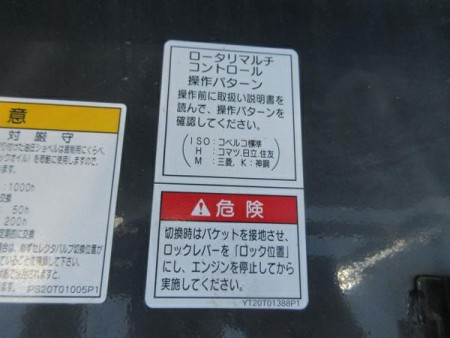 ロータリマルチ
コントロール
操作パターン
操作前に取扱い説明書を
読んで、操作パターンを
確認してください。
ISO:コベルコ標準
H :コマツ,日立,住友
M :三菱, K:神鋼
危険
切換時はバケットを接地させ、
ロックレバーを「ロック位置」
にし、エンジンを停止してから
実施してください。
YT20T01388P1
意
対厳守
:1000h
交換
50h
200h
PS20T01005P1